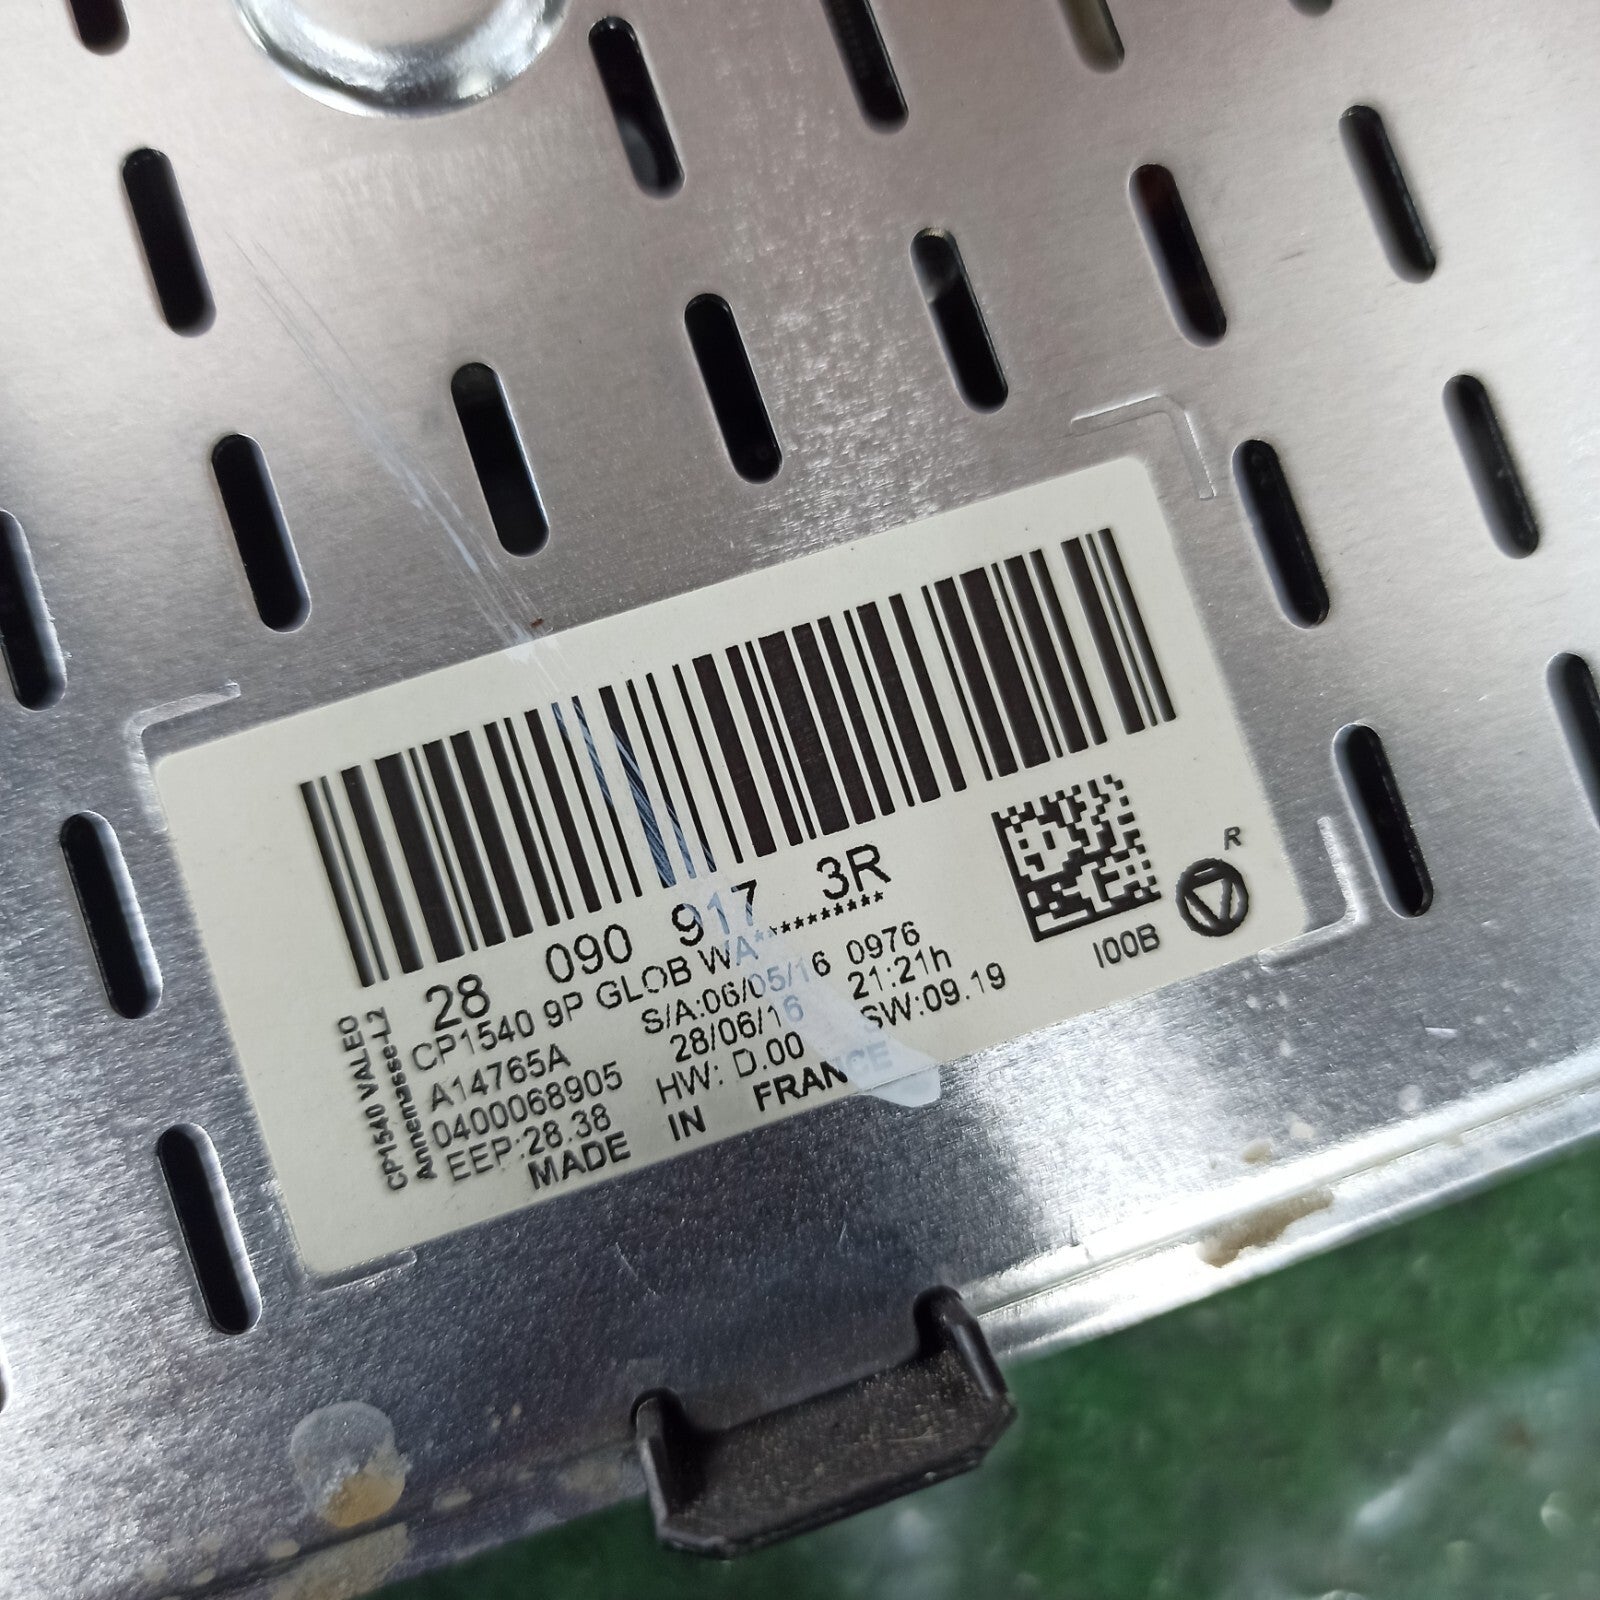 28 090 917 3R
CP1540 9P GLOB WA**********
A14765A S/A:06/05/16 0976
0400068905 28/06/16 21:21h
EEP:28.38 HW: D.00 SW:09.19
MADE IN FRANCE
CP1540 VALEO
Annemasse-L2
I00B
R